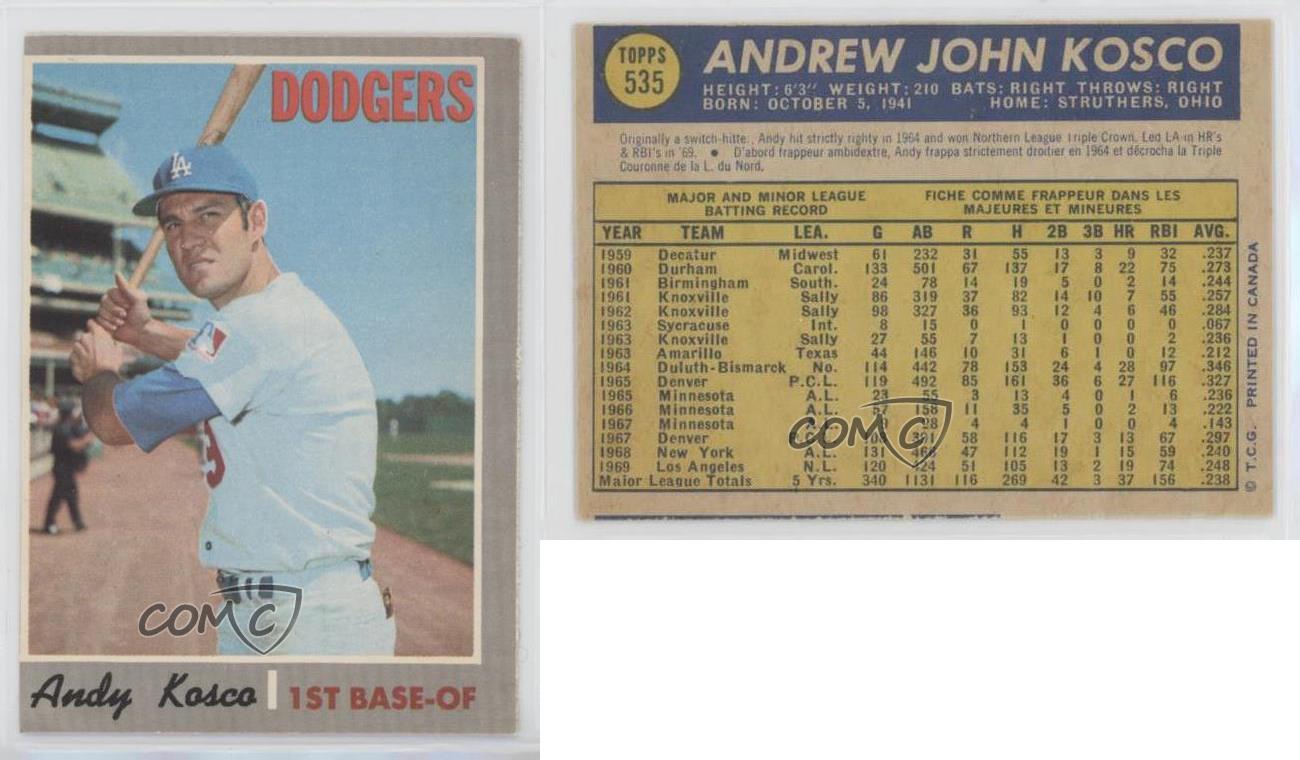 DODGERS
LA
COMC
Andy Kosco
1ST BASE-OF
TOPPS
535
ANDREW JOHN KOSCO
HEIGHT: 6'3" WEIGHT: 210 BATS: RIGHT THROWS: RIGHT
BORN: OCTOBER 5, 1941 HOME: STRUTHERS, OHIO
Originally a switch-hitte., Andy hit strictly righty in 1964 and won Northern League Triple Crown. Led LA in HR's
& RBI's in '69. ● D'abord frappeur ambidextre, Andy frappa strictement droitier en 1964 et décrocha la Triple
Couronne de la L. du Nord.
MAJOR AND MINOR LEAGUE
BATTING RECORD
FICHE COMME FRAPPEUR DANS LES
MAJEURES ET MINEURES
YEAR TEAM LEA. G AB R H 2B 3B HR RBI AVG.
1959 Decatur Midwest 61 232 31 55 13 3 9 32 .237
1960 Durham Carol. 133 501 67 137 17 8 22 75 .273
1961 Birmingham South. 24 78 14 19 5 0 2 14 .244
1961 Knoxville Sally 86 319 37 82 14 10 7 55 .257
1962 Knoxville Sally 98 327 36 93 12 4 6 46 .284
1963 Sycracuse Int. 8 15 0 1 0 0 0 0 .067
1963 Knoxville Sally 27 55 7 13 1 0 0 2 .236
1963 Amarillo Texas 44 146 10 31 6 1 0 12 .212
1964 Duluth-Bismarck No. 114 442 78 153 24 4 28 97 .346
1965 Denver P.C.L. 119 492 85 161 36 6 27 116 .327
1965 Minnesota A.L. 23 55 3 13 4 0 1 6 .236
1966 Minnesota A.L. 57 158 11 35 5 0 2 13 .222
1967 Minnesota 28 4 4 1 0 0 4 .143
1967 Denver 58 116 17 3 13 67 .297
1968 New York A.L. 131 466 47 112 19 1 15 59 .240
1969 Los Angeles N.L. 120 424 51 105 13 2 19 74 .248
Major League Totals 5 Yrs. 340 1131 116 269 42 3 37 156 .238
COMC
© T.C.G. PRINTED IN CANADA